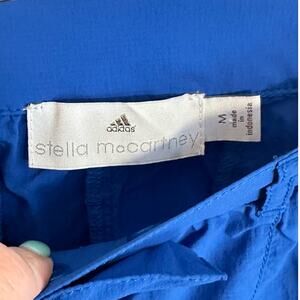 adidas
stella mccartney
M
made in
indonesia